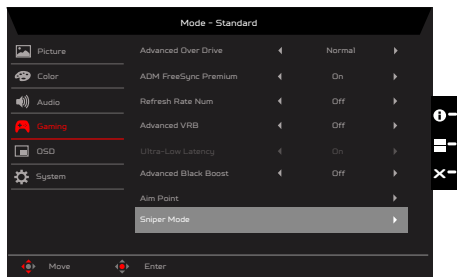 Mode - Standard
Picture
Color
Audio
Gaming
OSD
System
Advanced Over Drive Normal
ADM FreeSync Premium On
Refresh Rate Num Off
Advanced VRB Off
Ultra-Low Latency On
Advanced Black Boost Off
Aim Point
Sniper Mode
Move Enter